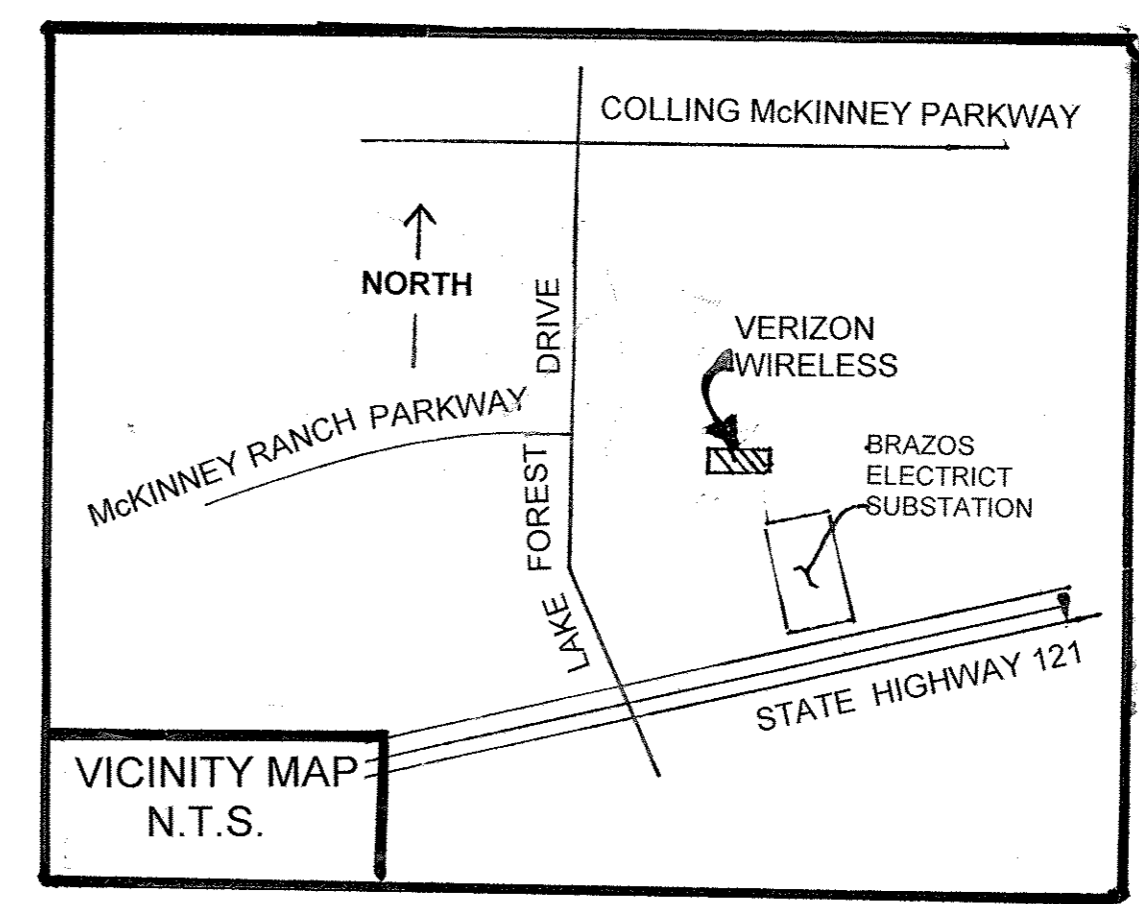 COLLING McKINNEY PARKWAY
NORTH
McKINNEY RANCH PARKWAY
LAKE FOREST DRIVE
VERIZON
WIRELESS
BRAZOS
ELECTRICT
SUBSTATION
STATE HIGHWAY 121
VICINITY MAP
N.T.S.